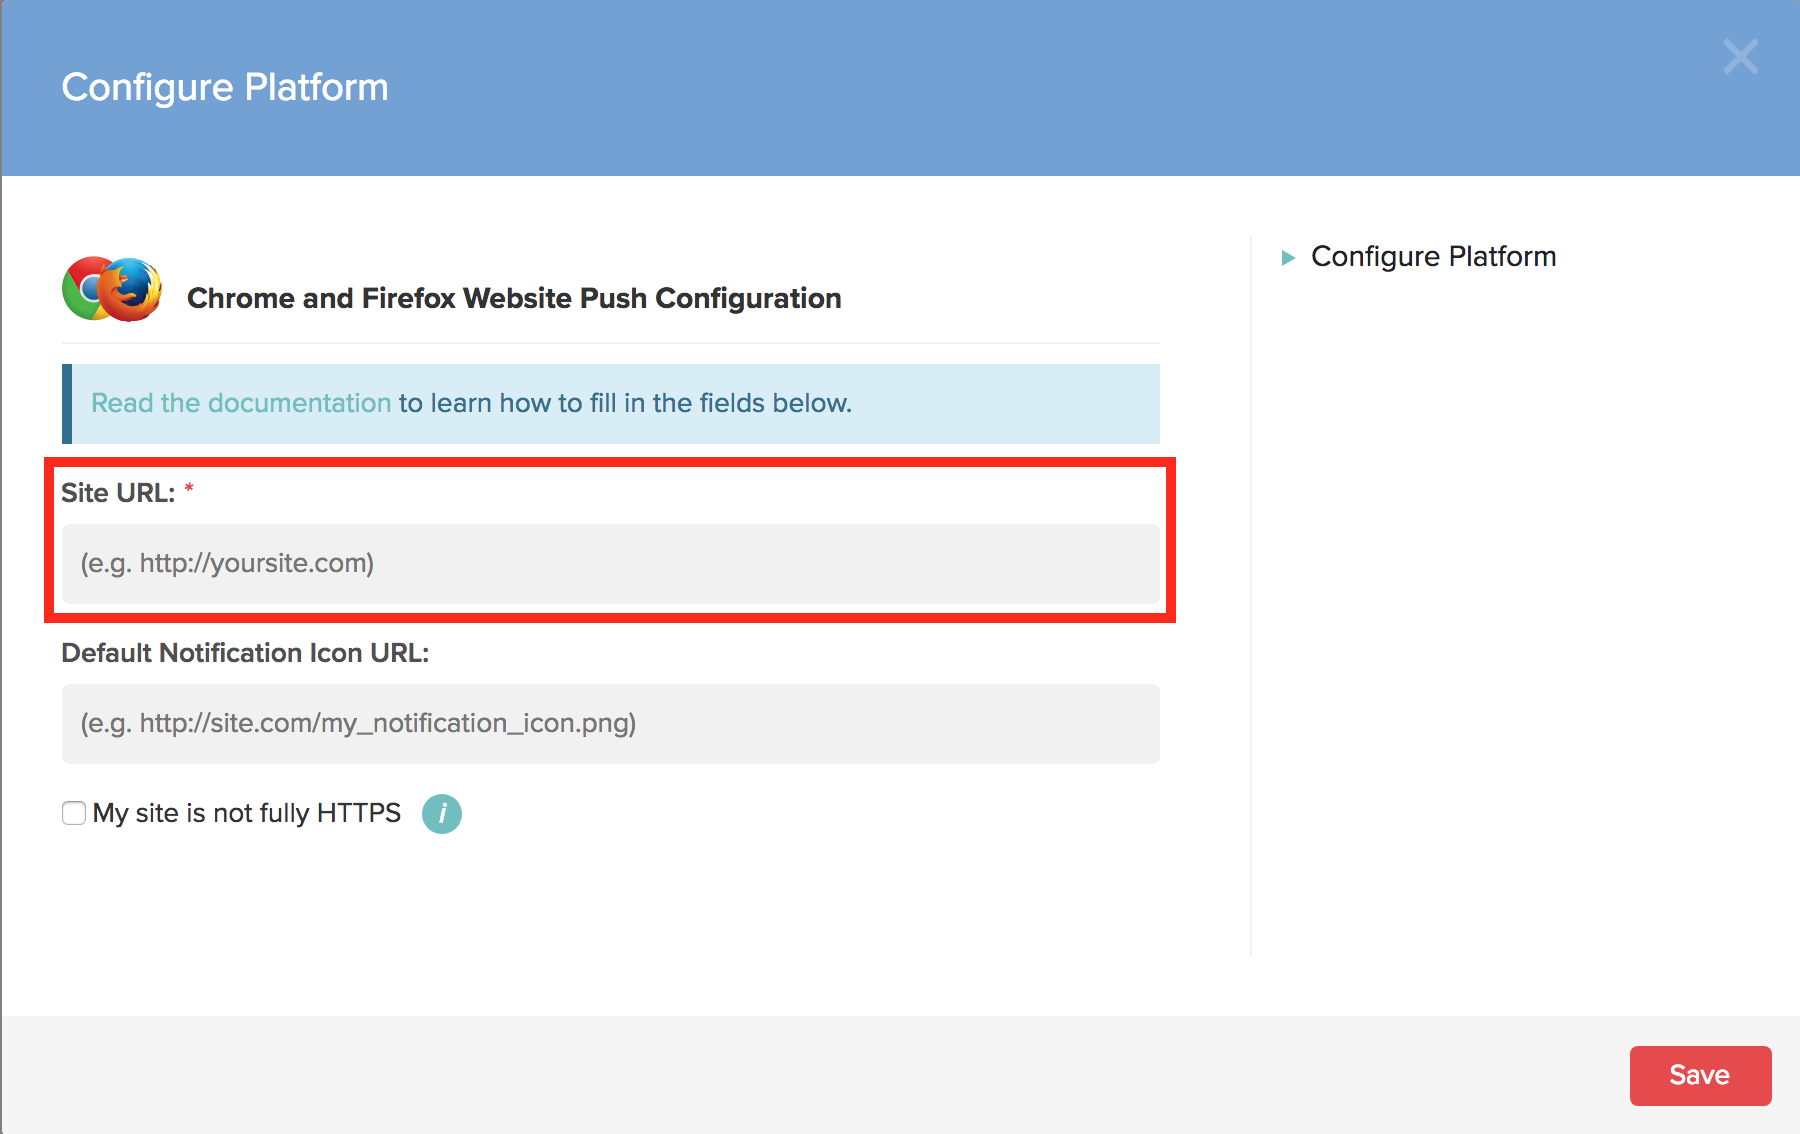 Configure Platform
Chrome and Firefox Website Push Configuration
Configure Platform
Read the documentation to learn how to fill in the fields below.
Site URL: *
(e.g. http://yoursite.com)
Default Notification Icon URL:
(e.g. http://site.com/my_notification_icon.png)
My site is not fully HTTPS i
Save